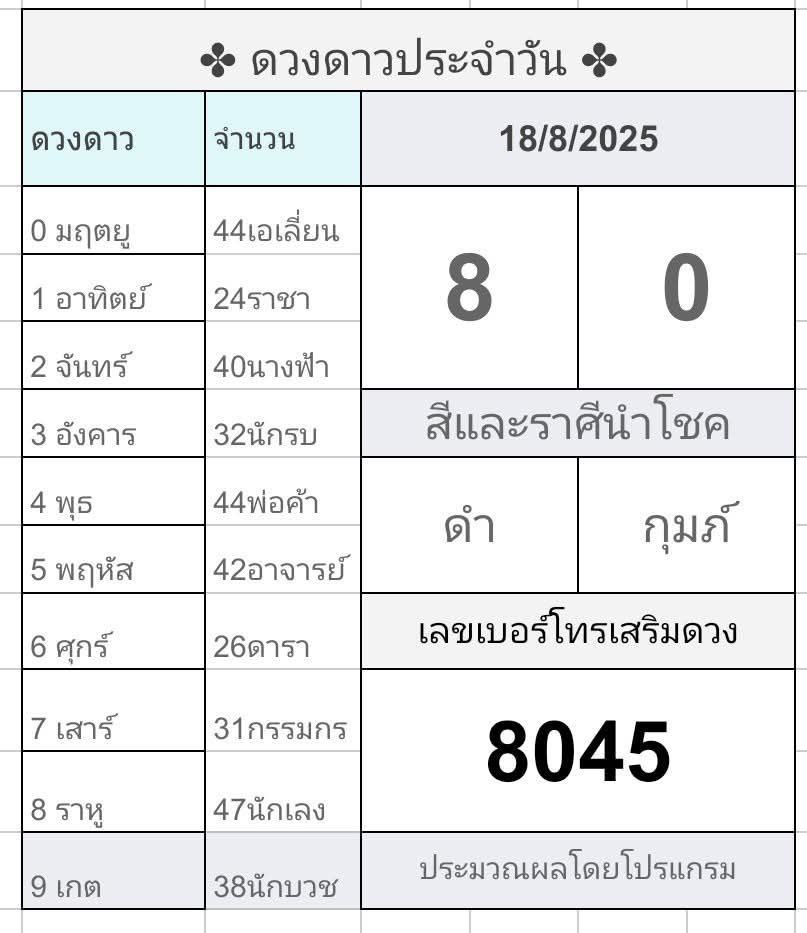 ✤ ดวงดาวประจำวัน ✤
ดวงดาว จำนวน 18/8/2025
0 มฤตยู 44เอเลี่ยน
1 อาทิตย์ 24ราชา
8 0
2 จันทร์ 40นางฟ้า
3 อังคาร 32นักรบ สีและราศีนำโชค
4 พุธ 44พ่อค้า
ดำ กุมภ์
5 พฤหัส 42อาจารย์
6 ศุกร์ 26ดารา เลขเบอร์โทรเสริมดวง
7 เสาร์ 31กรรมกร
8045
8 ราหู 47นักเลง
9 เกต 38นักบวช ประมวณผลโดยโปรแกรม